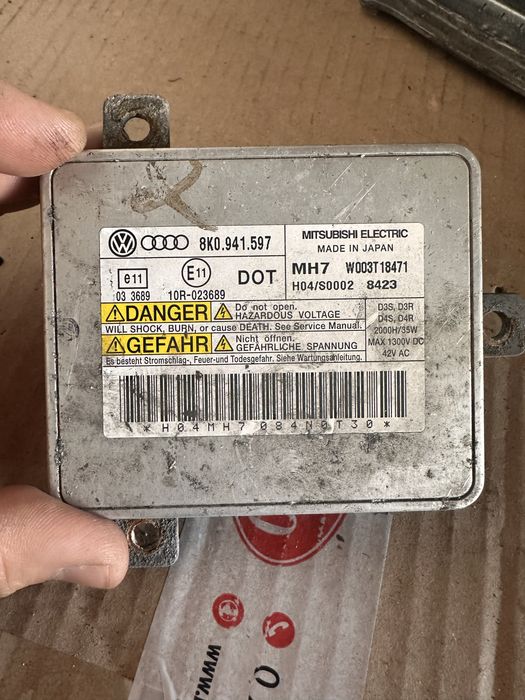 8K0.941.597
MITSUBISHI ELECTRIC
MADE IN JAPAN
e11
E11
DOT
MH7 W003T18471
03 3689
10R-023689
H04/S0002 8423
DANGER
Do not open.
HAZARDOUS VOLTAGE
WILL SHOCK, BURN, or cause DEATH. See Service Manual.
GEFAHR
Nicht öffnen.
GEFÄHRLICHE SPANNUNG
Es besteht Stromschlag-, Feuer-und Todesgefahr. Siehe Wartungsanleitung.
D3S, D3R
D4S, D4R
2000H/35W
MAX 1300V DC
42V AC
*H04MH7084N0T30*
www.